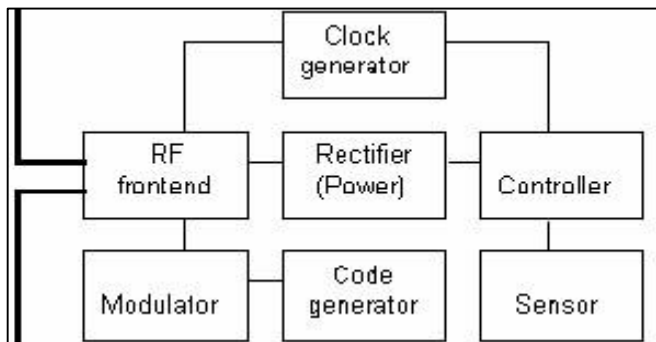 Clock
generator
RF
frontend
Rectifier
(Power)
Controller
Modulator
Code
generator
Sensor